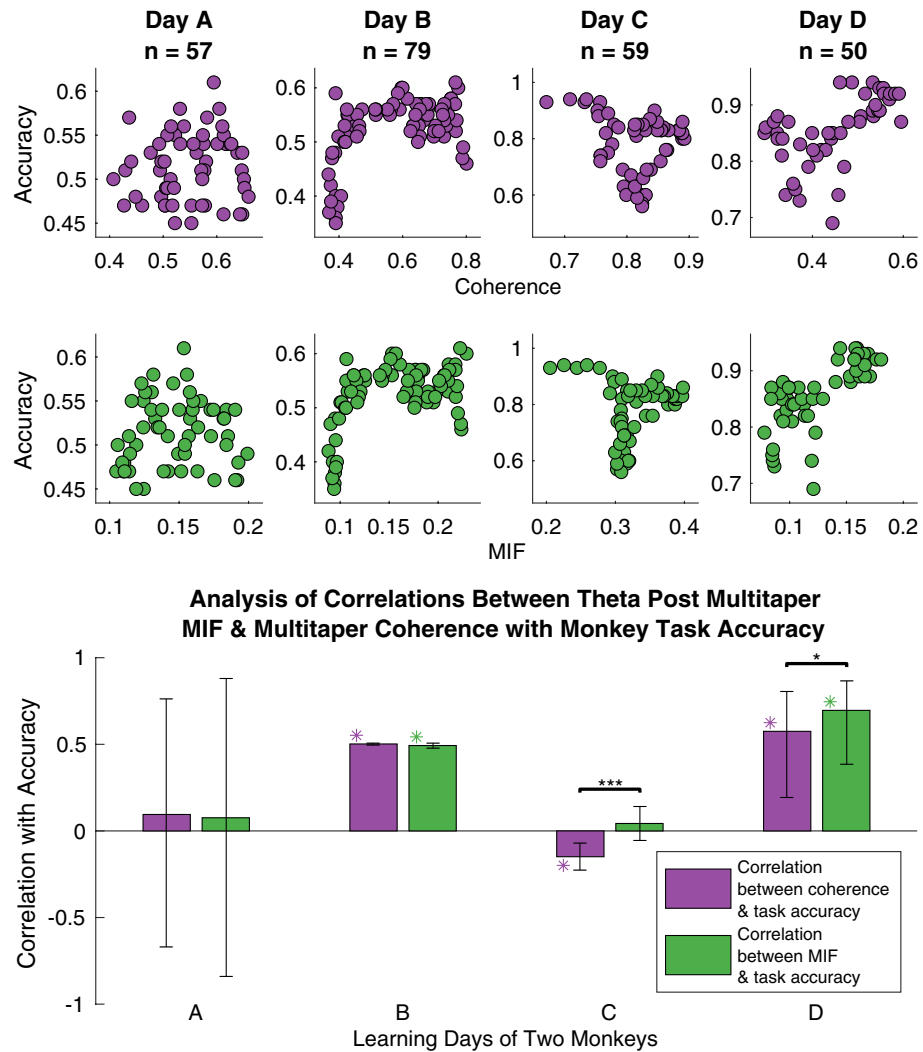 Day A
n = 57
Day B
n = 79
Day C
n = 59
Day D
n = 50
Accuracy
0.6
0.55
0.5
0.45
0.4
0.5
0.6
0.6
0.5
0.4
0.4
0.6
0.8
1
0.8
0.6
0.7
0.8
0.9
0.9
0.8
0.7
0.4
0.6
Coherence
Accuracy
0.6
0.55
0.5
0.45
0.1
0.15
0.2
0.6
0.5
0.4
0.1
0.2
1
0.8
0.6
0.2
0.3
0.4
0.9
0.8
0.7
0.1
0.15
0.2
MIF
Analysis of Correlations Between Theta Post Multitaper
MIF & Multitaper Coherence with Monkey Task Accuracy
Correlation with Accuracy
1
0.5
0
-0.5
-1
***
*
Correlation
between coherence
& task accuracy
Correlation
between MIF
& task accuracy
A
B
C
D
Learning Days of Two Monkeys